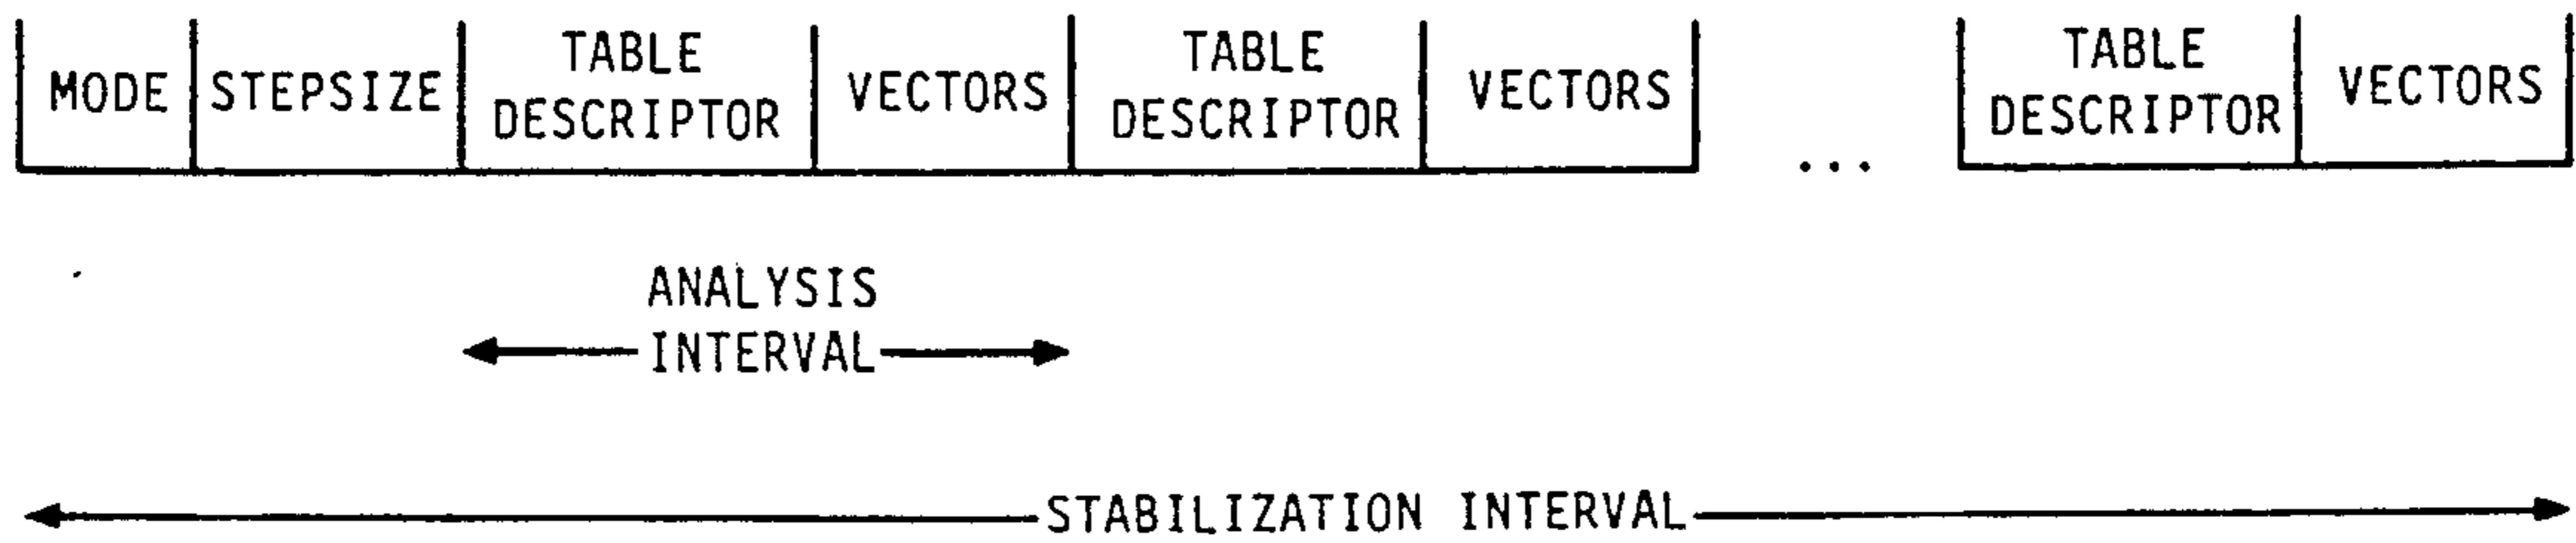 MODE
STEPSIZE
TABLE
DESCRIPTOR
VECTORS
TABLE
DESCRIPTOR
VECTORS
...
TABLE
DESCRIPTOR
VECTORS
ANALYSIS
INTERVAL
STABILIZATION INTERVAL